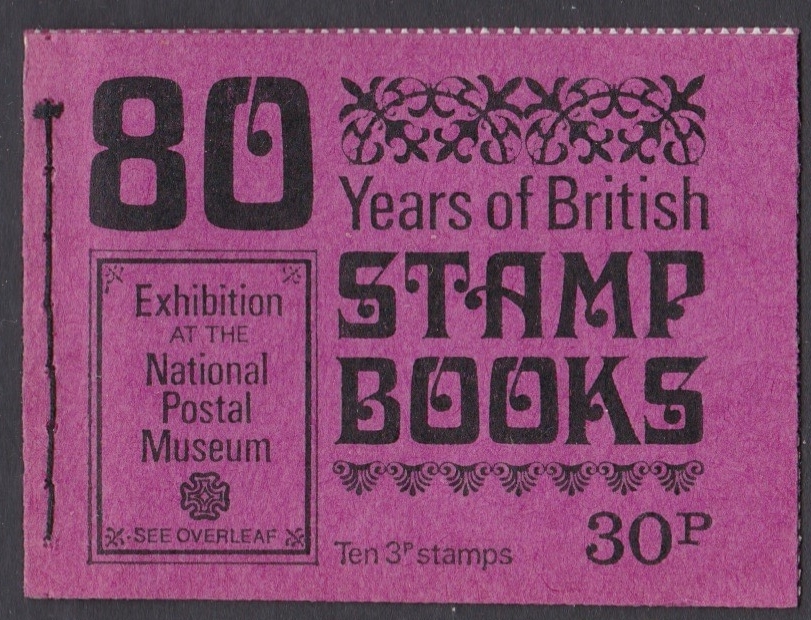 80
Years of British
STAMP
BOOKS
Exhibition
AT THE
National
Postal
Museum
SEE OVERLEAF
Ten 3P stamps
30P